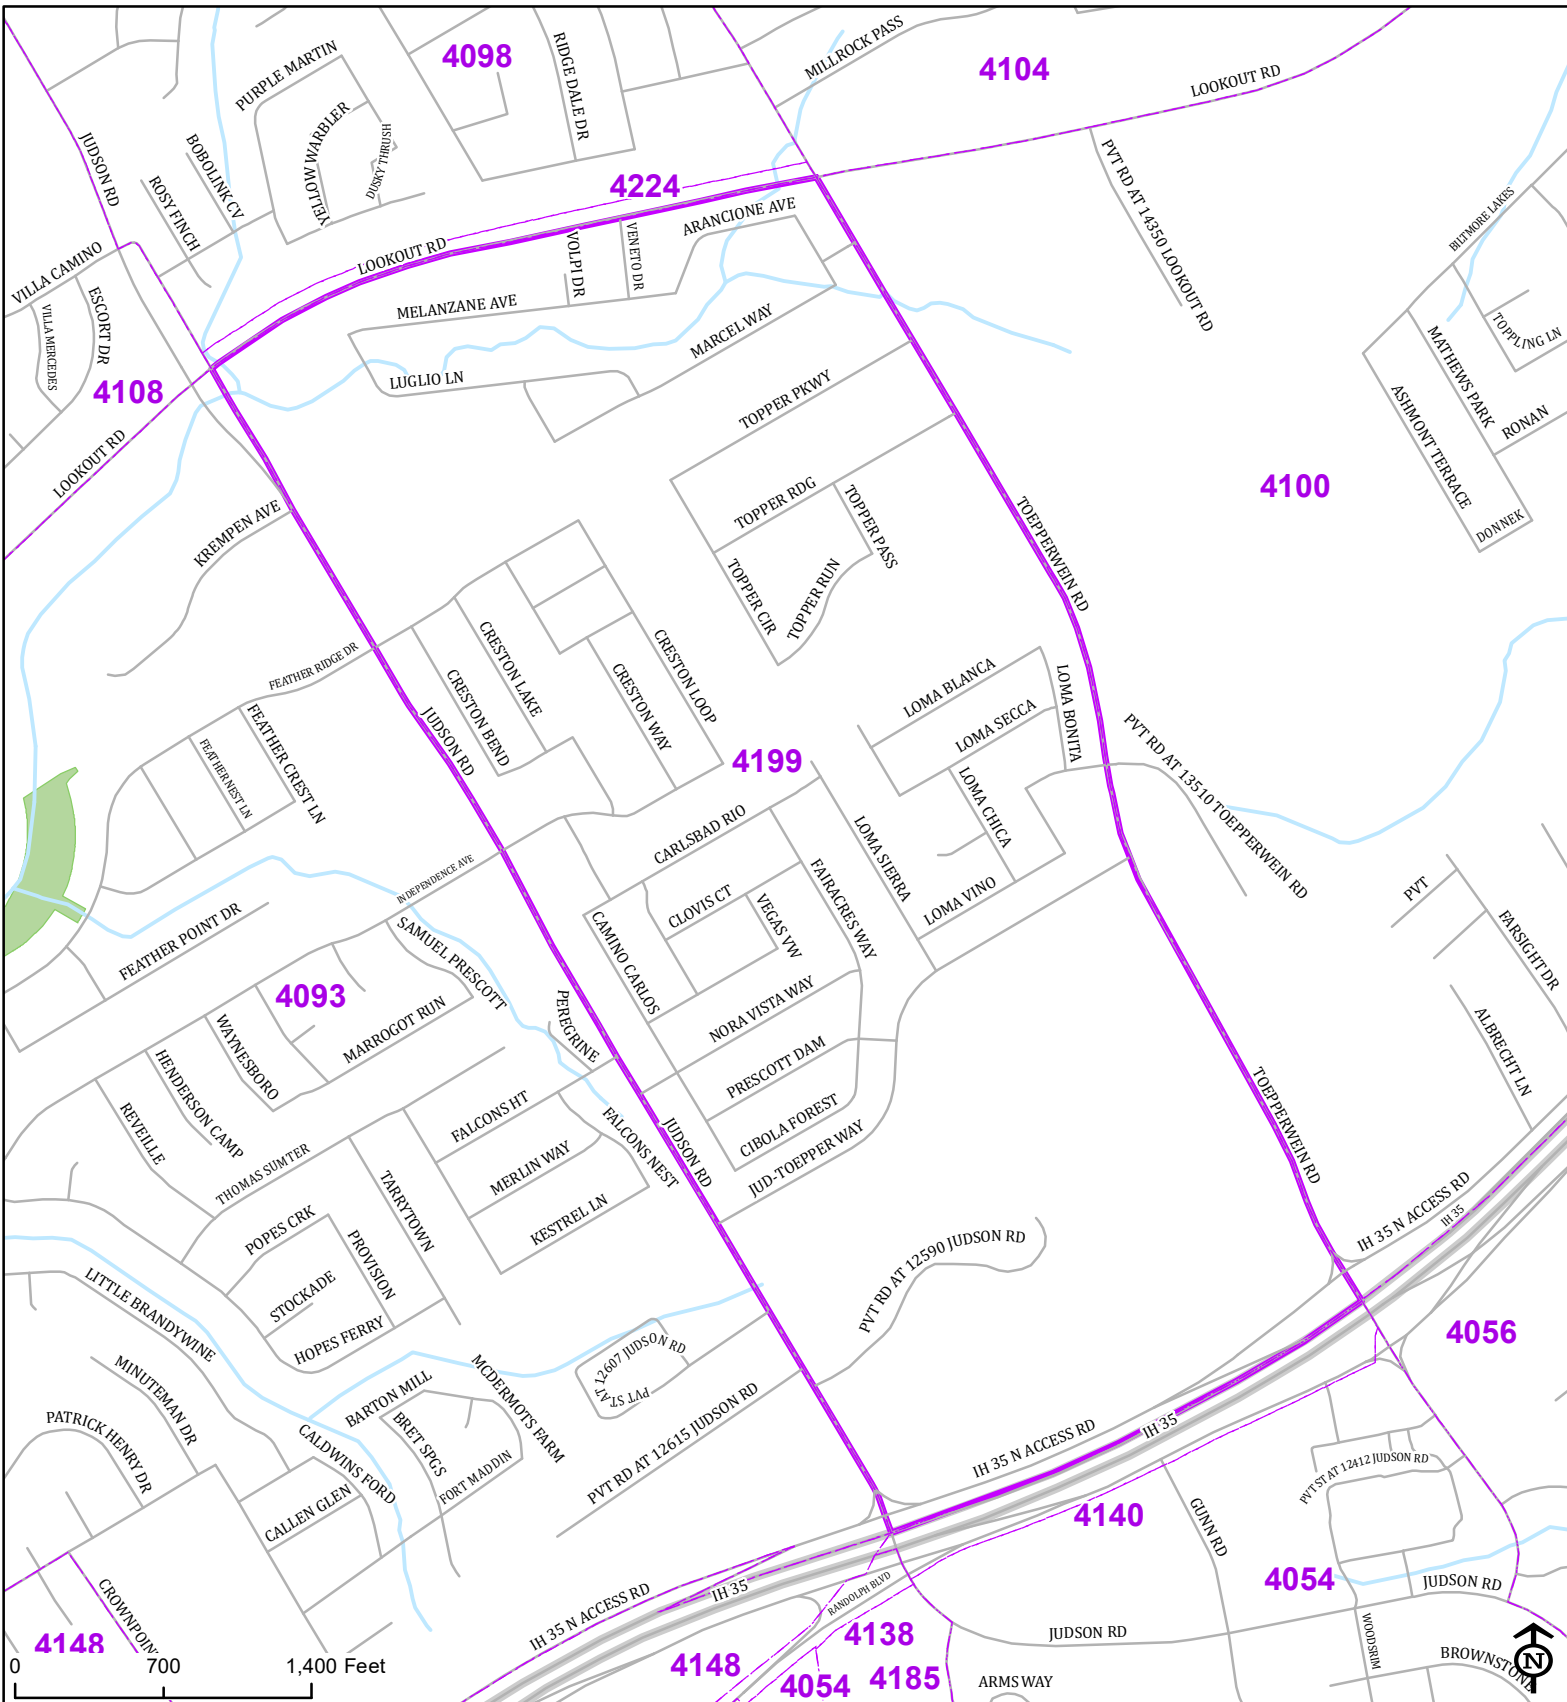 4098
MILLROCK PASS
4104
LOOKOUT RD
PURPLE MARTIN
RIDGE DALE DR
YELLOW WARBLER
DUSKY THRUSH
JUDSON RD
BOBOLINK CV
ROSY FINCH
4224
PVT RD AT 14350 LOOKOUT RD
BILTMORE LAKES
VILLA CAMINO
LOOKOUT RD
ARANCIONE AVE
VOLPI DR
VENETO DR
ESCORT DR
VILLA MERCEDES
MELANZANE AVE
MARCEL WAY
TOPPLING LN
MATHEWS PARK
4108
LUGLIO LN
TOPPER PKWY
ASHMONT TERRACE
RONAN
LOOKOUT RD
4100
TOPPER RDG
TOPPER PASS
TOEPPERWEIN RD
DONNEK
KREMPEN AVE
TOPPER CIR
TOPPER RUN
FEATHER RIDGE DR
CRESTON LAKE
CRESTON LOOP
CRESTON BEND
CRESTON WAY
LOMA BLANCA
LOMA SECCA
LOMA BONITA
FEATHER CREST LN
FEATHER NEST LN
JUDSON RD
4199
PVT RD AT 13510 TOEPPERWEIN RD
LOMA CHICA
CARLSBAD RIO
LOMA SIERRA
INDEPENDENCE AVE
FAIRACRES WAY
LOMA VINO
PVT
CLOVIS CT
VEGAS VW
FEATHER POINT DR
SAMUEL PRESCOTT
CAMINO CARLOS
FARSIGHT DR
4093
MARROGOT RUN
PEREGRINE
NORA VISTA WAY
WAYNESBORO
ALBRECHT LN
HENDERSON CAMP
PRESCOTT DAM
REVEILLE
FALCONS HT
CIBOLA FOREST
TOEPPERWEIN RD
FALCONS NEST
JUDSON RD
JUD-TOEPPER WAY
THOMAS SUMTER
MERLIN WAY
TARRYTOWN
KESTREL LN
IH 35 N ACCESS RD
IH 35
POPES CRK
PROVISION
PVT RD AT 12590 JUDSON RD
STOCKADE
LITTLE BRANDYWINE
HOPES FERRY
4056
PVT ST AT 12607 JUDSON RD
MINUTEMAN DR
MCDERMOTS FARM
BARTON MILL
PVT RD AT 12615 JUDSON RD
PATRICK HENRY DR
BRET SPGS
CALDWINS FORD
IH 35 N ACCESS RD
IH 35
FORT MADDIN
PVT ST AT 12412 JUDSON RD
CALLEN GLEN
4140
GUNN RD
4054
JUDSON RD
CROWNPOIN
IH 35 N ACCESS RD
IH 35
RANDOLPH BLVD
4148
4138
JUDSON RD
WOODSRIM
4148
4054
4185
ARMS WAY
BROWNSTONE
N
0 700 1,400 Feet